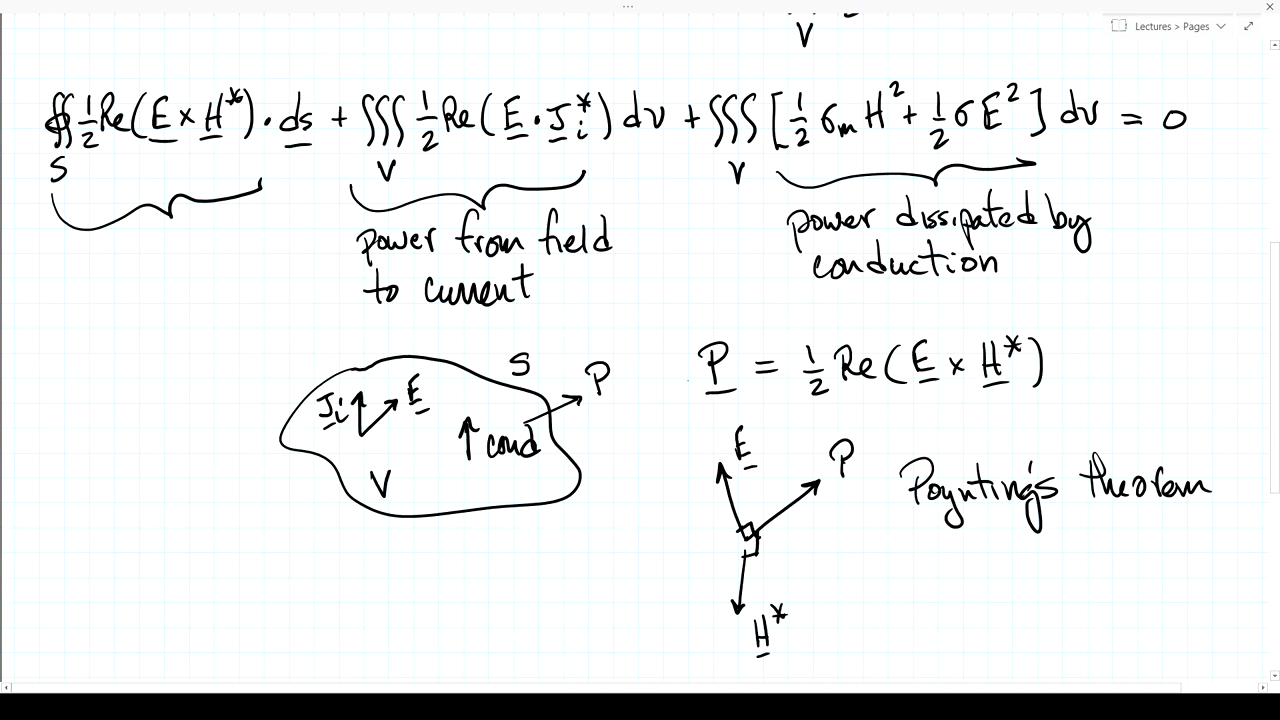 V
Lectures > Pages
∯ ½ Re(E × H*) · ds + ∭ ½ Re(E · J_i*) dv + ∭ [½ σ_m H² + ½ σ E²] dv = 0
S V V
power from field
to current
power dissipated by
conduction
S
P
J_i E
cond
V
P = ½ Re(E × H*)
E
P
Poynting's theorem
H*